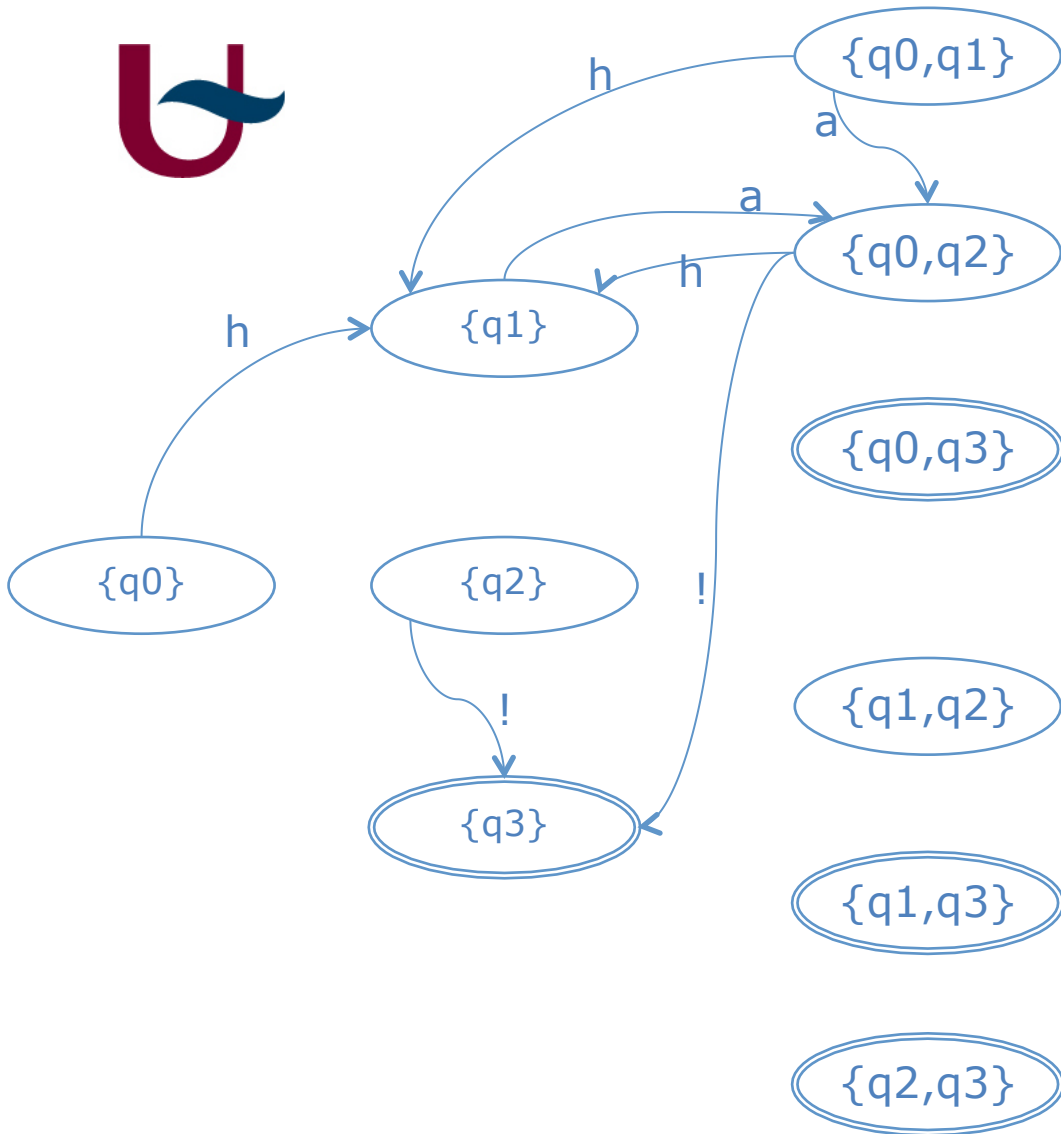 {q0,q1}
h
a
a
{q0,q2}
h
{q1}
h
{q0,q3}
{q0}
{q2}
!
{q1,q2}
!
{q3}
{q1,q3}
{q2,q3}